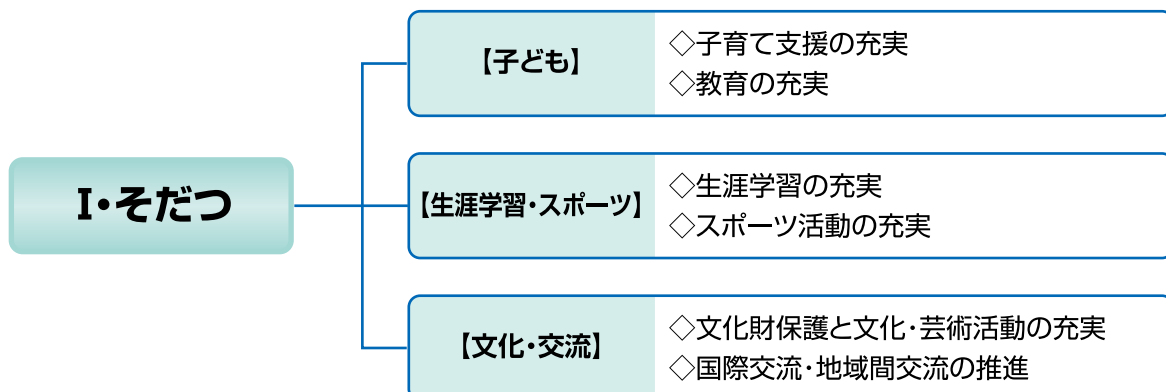 I・そだつ
【子ども】
◇子育て支援の充実
◇教育の充実
【生涯学習・スポーツ】
◇生涯学習の充実
◇スポーツ活動の充実
【文化・交流】
◇文化財保護と文化・芸術活動の充実
◇国際交流・地域間交流の推進